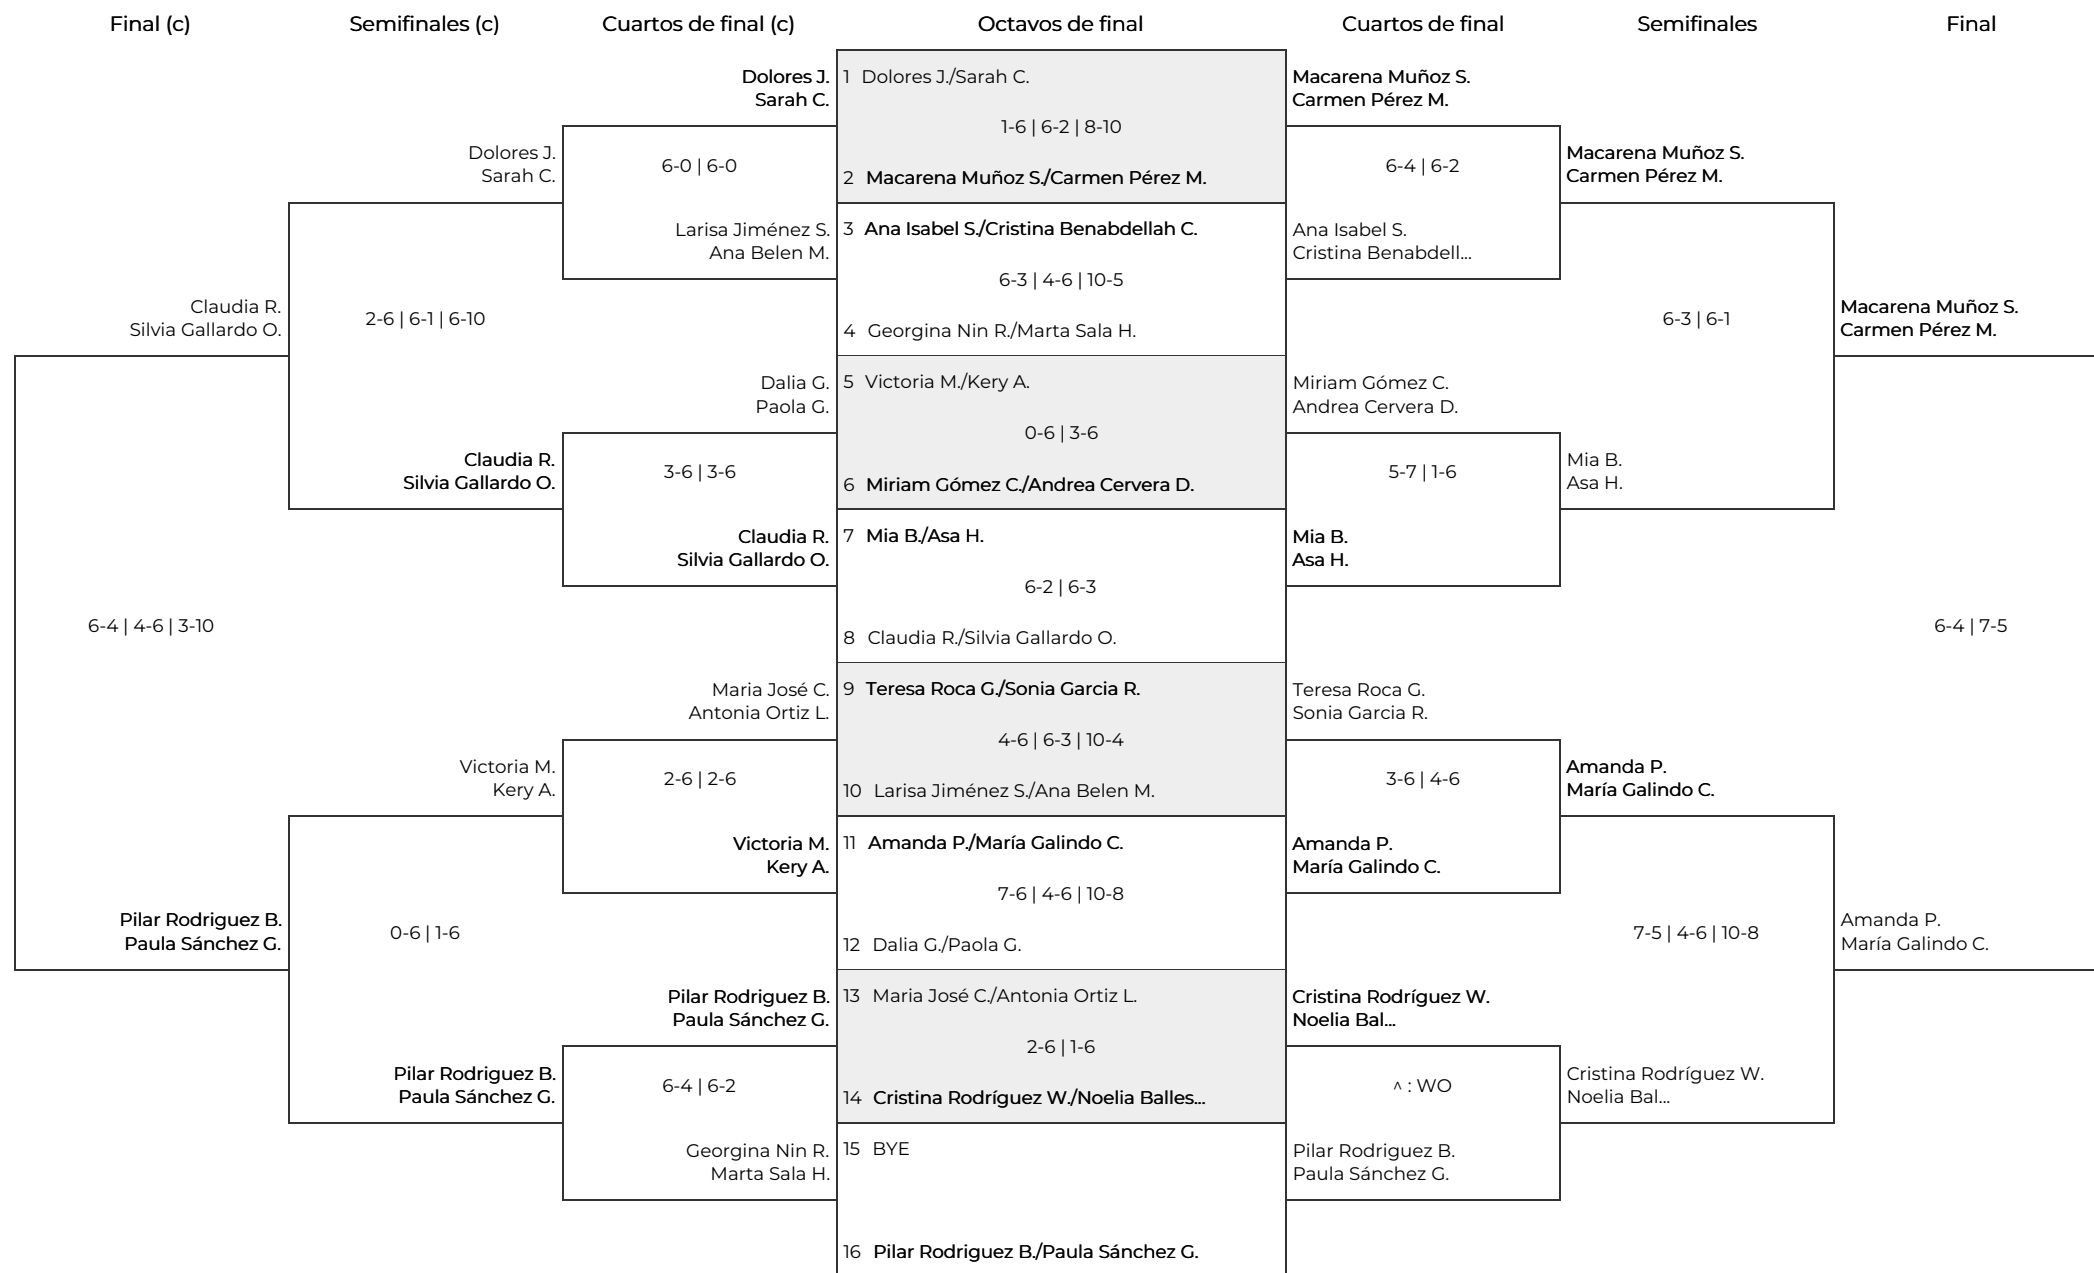 Final (c)
Semifinales (c)
Cuartos de final (c)
Octavos de final
Cuartos de final
Semifinales
Final
Claudia R.
Silvia Gallardo O.
6-4 | 4-6 | 3-10
Pilar Rodriguez B.
Paula Sánchez G.
Dolores J.
Sarah C.
2-6 | 6-1 | 6-10
Claudia R.
Silvia Gallardo O.
Victoria M.
Kery A.
0-6 | 1-6
Pilar Rodriguez B.
Paula Sánchez G.
Dolores J.
Sarah C.
6-0 | 6-0
Larisa Jiménez S.
Ana Belen M.
Dalia G.
Paola G.
3-6 | 3-6
Claudia R.
Silvia Gallardo O.
Maria José C.
Antonia Ortiz L.
2-6 | 2-6
Victoria M.
Kery A.
Pilar Rodriguez B.
Paula Sánchez G.
6-4 | 6-2
Georgina Nin R.
Marta Sala H.
1 Dolores J./Sarah C.
1-6 | 6-2 | 8-10
2 Macarena Muñoz S./Carmen Pérez M.
3 Ana Isabel S./Cristina Benabdellah C.
6-3 | 4-6 | 10-5
4 Georgina Nin R./Marta Sala H.
5 Victoria M./Kery A.
0-6 | 3-6
6 Miriam Gómez C./Andrea Cervera D.
7 Mia B./Asa H.
6-2 | 6-3
8 Claudia R./Silvia Gallardo O.
9 Teresa Roca G./Sonia Garcia R.
4-6 | 6-3 | 10-4
10 Larisa Jiménez S./Ana Belen M.
11 Amanda P./María Galindo C.
7-6 | 4-6 | 10-8
12 Dalia G./Paola G.
13 Maria José C./Antonia Ortiz L.
2-6 | 1-6
14 Cristina Rodríguez W./Noelia Balles...
15 BYE
16 Pilar Rodriguez B./Paula Sánchez G.
Macarena Muñoz S.
Carmen Pérez M.
6-4 | 6-2
Ana Isabel S.
Cristina Benabdell...
Miriam Gómez C.
Andrea Cervera D.
5-7 | 1-6
Mia B.
Asa H.
Teresa Roca G.
Sonia Garcia R.
3-6 | 4-6
Amanda P.
María Galindo C.
Cristina Rodríguez W.
Noelia Bal...
^ : WO
Pilar Rodriguez B.
Paula Sánchez G.
Macarena Muñoz S.
Carmen Pérez M.
6-3 | 6-1
Mia B.
Asa H.
Amanda P.
María Galindo C.
7-5 | 4-6 | 10-8
Cristina Rodríguez W.
Noelia Bal...
Macarena Muñoz S.
Carmen Pérez M.
6-4 | 7-5
Amanda P.
María Galindo C.